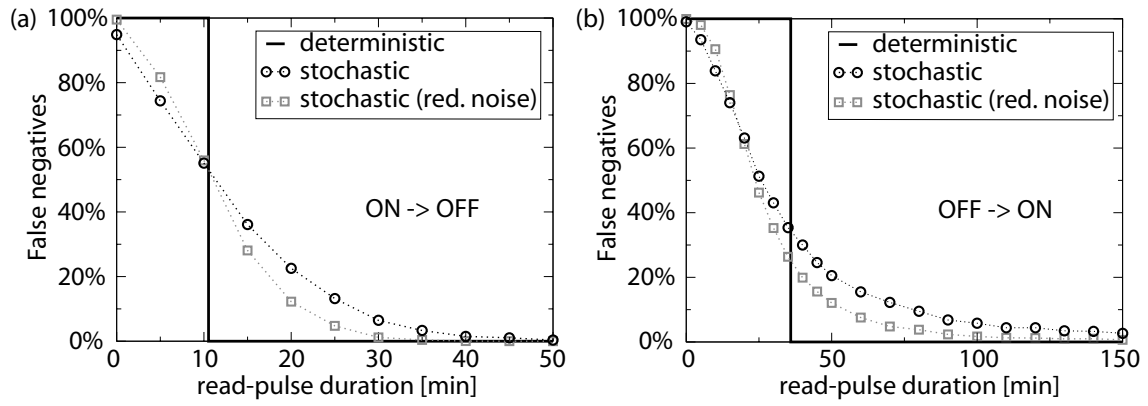 (a)
100%
80%
60%
40%
20%
0%
False negatives
deterministic
stochastic
stochastic (red. noise)
ON -> OFF
0 10 20 30 40 50
read-pulse duration [min]
(b)
100%
80%
60%
40%
20%
0%
False negatives
deterministic
stochastic
stochastic (red. noise)
OFF -> ON
0 50 100 150
read-pulse duration [min]